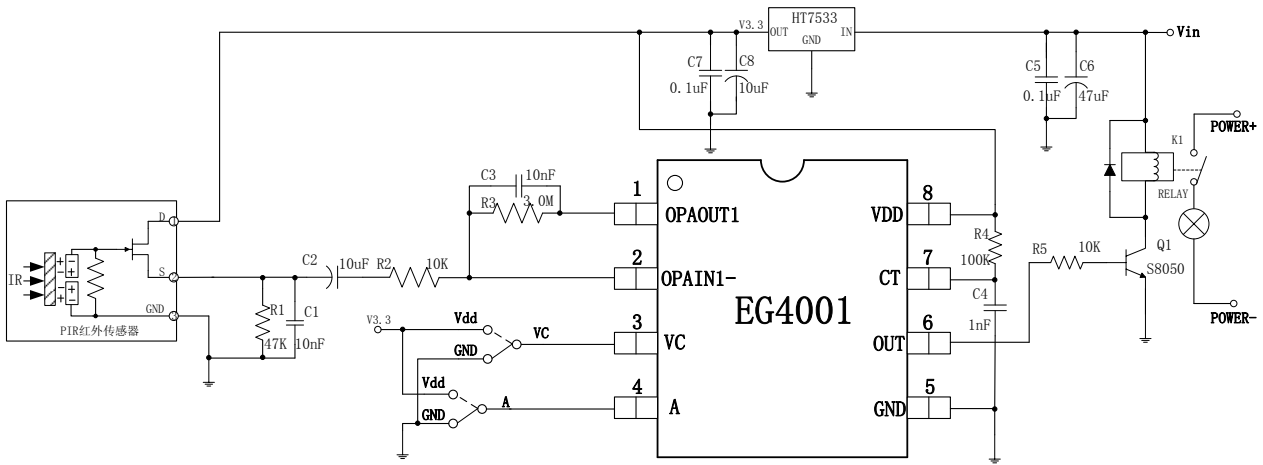 HT7533
V3.3
OUT
IN
GND
Vin
C7
0.1uF
C8
10uF
C5
0.1uF
C6
47uF
K1
RELAY
POWER+
POWER-
C3
10nF
R3
3.0M
1
OPAOUT1
2
OPAIN1-
3
VC
4
A
EG4001
8
VDD
7
CT
6
OUT
5
GND
R4
100K
C4
1nF
R5
10K
Q1
S8050
D
S
GND
IR
PIR红外传感器
R1
47K
C1
10nF
C2
10uF
R2
10K
V3.3
Vdd
GND
VC
Vdd
GND
A